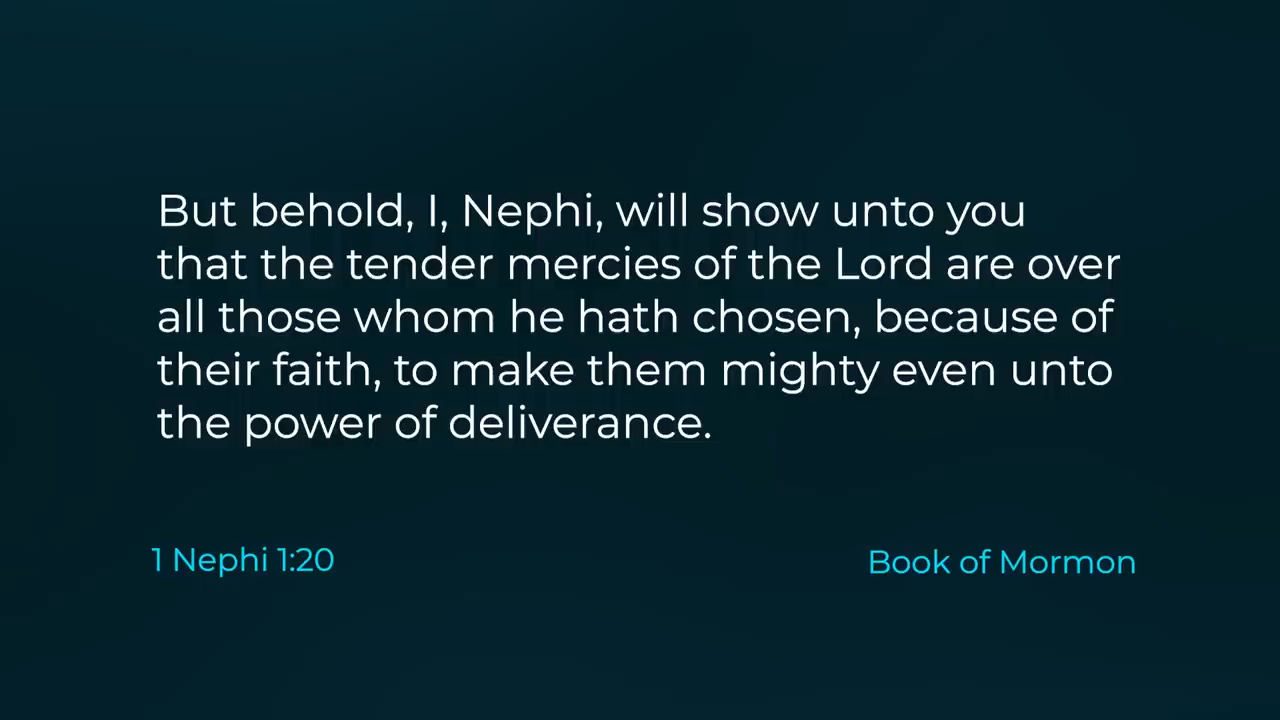 But behold, I, Nephi, will show unto you
that the tender mercies of the Lord are over
all those whom he hath chosen, because of
their faith, to make them mighty even unto
the power of deliverance.
1 Nephi 1:20
Book of Mormon